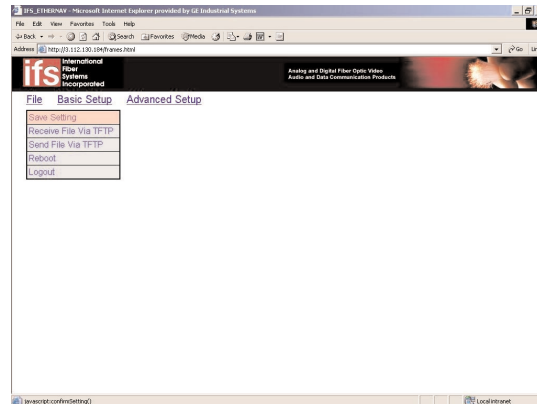 IFS_ETHERNAV - Microsoft Internet Explorer provided by GE Industrial Systems
File Edit View Favorites Tools Help
Back Search Favorites Media
Address http://3.112.130.184/frames.html Go
ifs International Fiber Systems Incorporated
Analog and Digital Fiber Optic Video
Audio and Data Communication Products
File Basic Setup Advanced Setup
Save Setting
Receive File Via TFTP
Send File Via TFTP
Reboot
Logout
javascript:confirmSetting() Local intranet